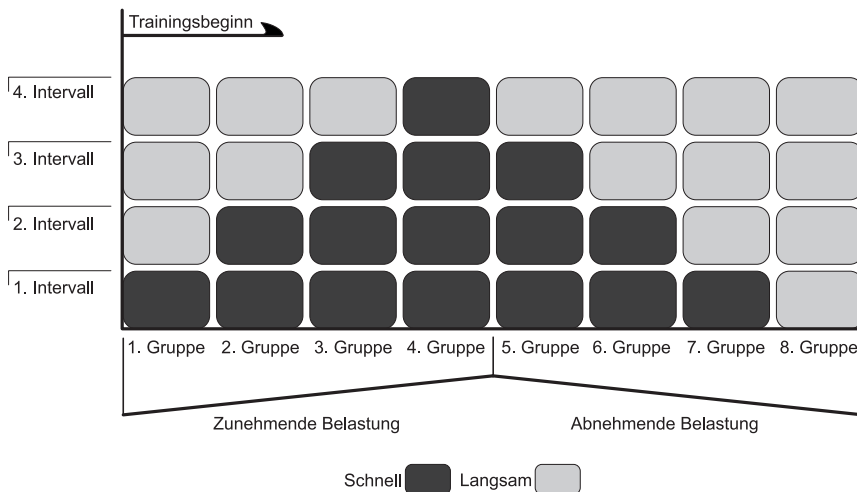 Trainingsbeginn
4. Intervall
3. Intervall
2. Intervall
1. Intervall
1. Gruppe 2. Gruppe 3. Gruppe 4. Gruppe 5. Gruppe 6. Gruppe 7. Gruppe 8. Gruppe
Zunehmende Belastung Abnehmende Belastung
Schnell Langsam